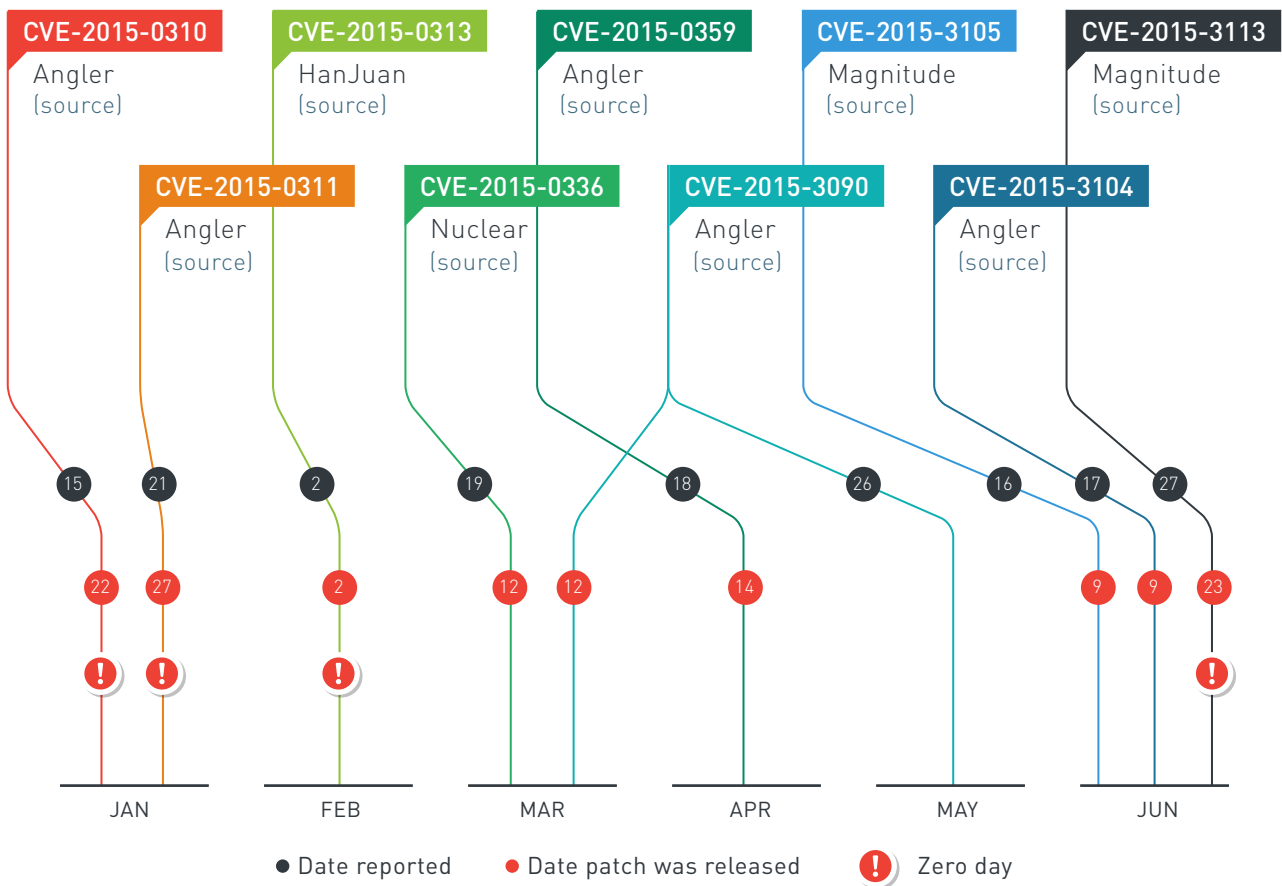 CVE-2015-0310
Angler
(source)
CVE-2015-0313
HanJuan
(source)
CVE-2015-0359
Angler
(source)
CVE-2015-3105
Magnitude
(source)
CVE-2015-3113
Magnitude
(source)
CVE-2015-0311
Angler
(source)
CVE-2015-0336
Nuclear
(source)
CVE-2015-3090
Angler
(source)
CVE-2015-3104
Angler
(source)
15 21 2 19 18 26 16 17 27
22 27 2 12 12 14 9 9 23
! ! ! !
JAN FEB MAR APR MAY JUN
Date reported
Date patch was released
! Zero day